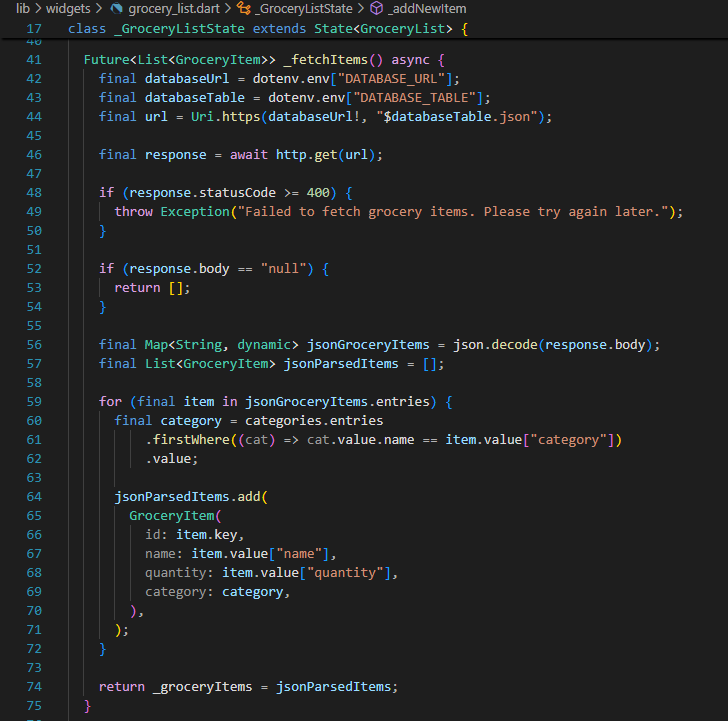 lib > widgets > grocery_list.dart > _GroceryListState > _addNewItem
17 class _GroceryListState extends State<GroceryList> {
40
41 Future<List<GroceryItem>> _fetchItems() async {
42 final databaseUrl = dotenv.env["DATABASE_URL"];
43 final databaseTable = dotenv.env["DATABASE_TABLE"];
44 final url = Uri.https(databaseUrl!, "$databaseTable.json");
45
46 final response = await http.get(url);
47
48 if (response.statusCode >= 400) {
49 throw Exception("Failed to fetch grocery items. Please try again later.");
50 }
51
52 if (response.body == "null") {
53 return [];
54 }
55
56 final Map<String, dynamic> jsonGroceryItems = json.decode(response.body);
57 final List<GroceryItem> jsonParsedItems = [];
58
59 for (final item in jsonGroceryItems.entries) {
60 final category = categories.entries
61 .firstWhere((cat) => cat.value.name == item.value["category"])
62 .value;
63
64 jsonParsedItems.add(
65 GroceryItem(
66 id: item.key,
67 name: item.value["name"],
68 quantity: item.value["quantity"],
69 category: category,
70 ),
71 );
72 }
73
74 return _groceryItems = jsonParsedItems;
75 }